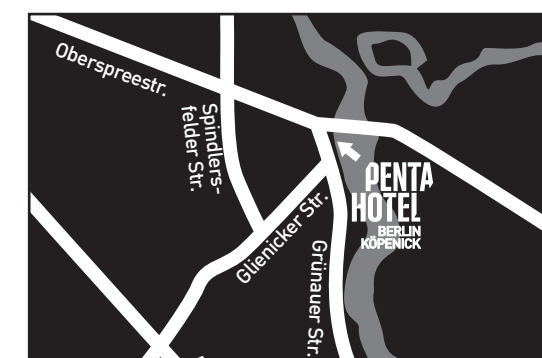 Oberspreestr.
Spindlers-
felder Str.
PENTA
HOTEL
BERLIN
KÖPENICK
Glienicker Str.
Grünauer Str.